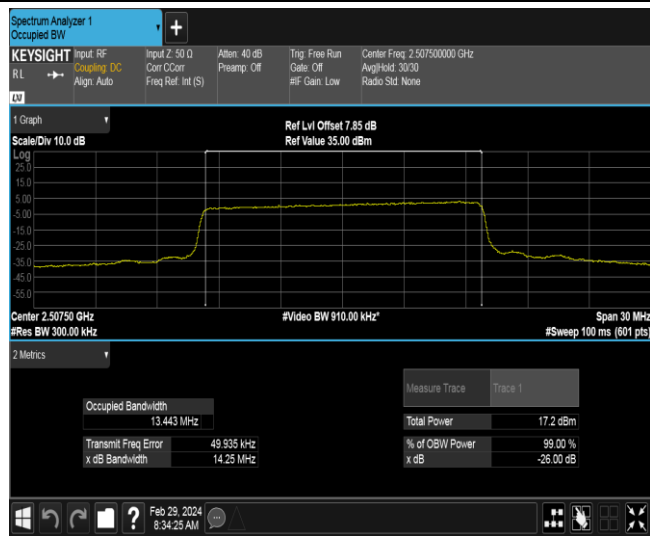 Spectrum Analyzer 1
Occupied BW
+
KEYSIGHT
RL
Input: RF
Coupling: DC
Align: Auto
Input Z: 50 Ω
Corr CCorr
Freq Ref: Int (S)
Atten: 40 dB
Preamp: Off
Trig: Free Run
Gate: Off
#IF Gain: Low
Center Freq: 2.507500000 GHz
Avg|Hold: 30/30
Radio Std: None
LXI
1 Graph
Scale/Div 10.0 dB
Ref Lvl Offset 7.85 dB
Ref Value 35.00 dBm
Log
25.0
15.0
5.00
-5.00
-15.0
-25.0
-35.0
-45.0
-55.0
Center 2.50750 GHz
#Res BW 300.00 kHz
#Video BW 910.00 kHz*
Span 30 MHz
#Sweep 100 ms (601 pts)
2 Metrics
Measure Trace Trace 1
Occupied Bandwidth
13.443 MHz
Total Power 17.2 dBm
Transmit Freq Error 49.935 kHz
% of OBW Power 99.00 %
x dB Bandwidth 14.25 MHz
x dB -26.00 dB
?
Feb 29, 2024
8:34:25 AM